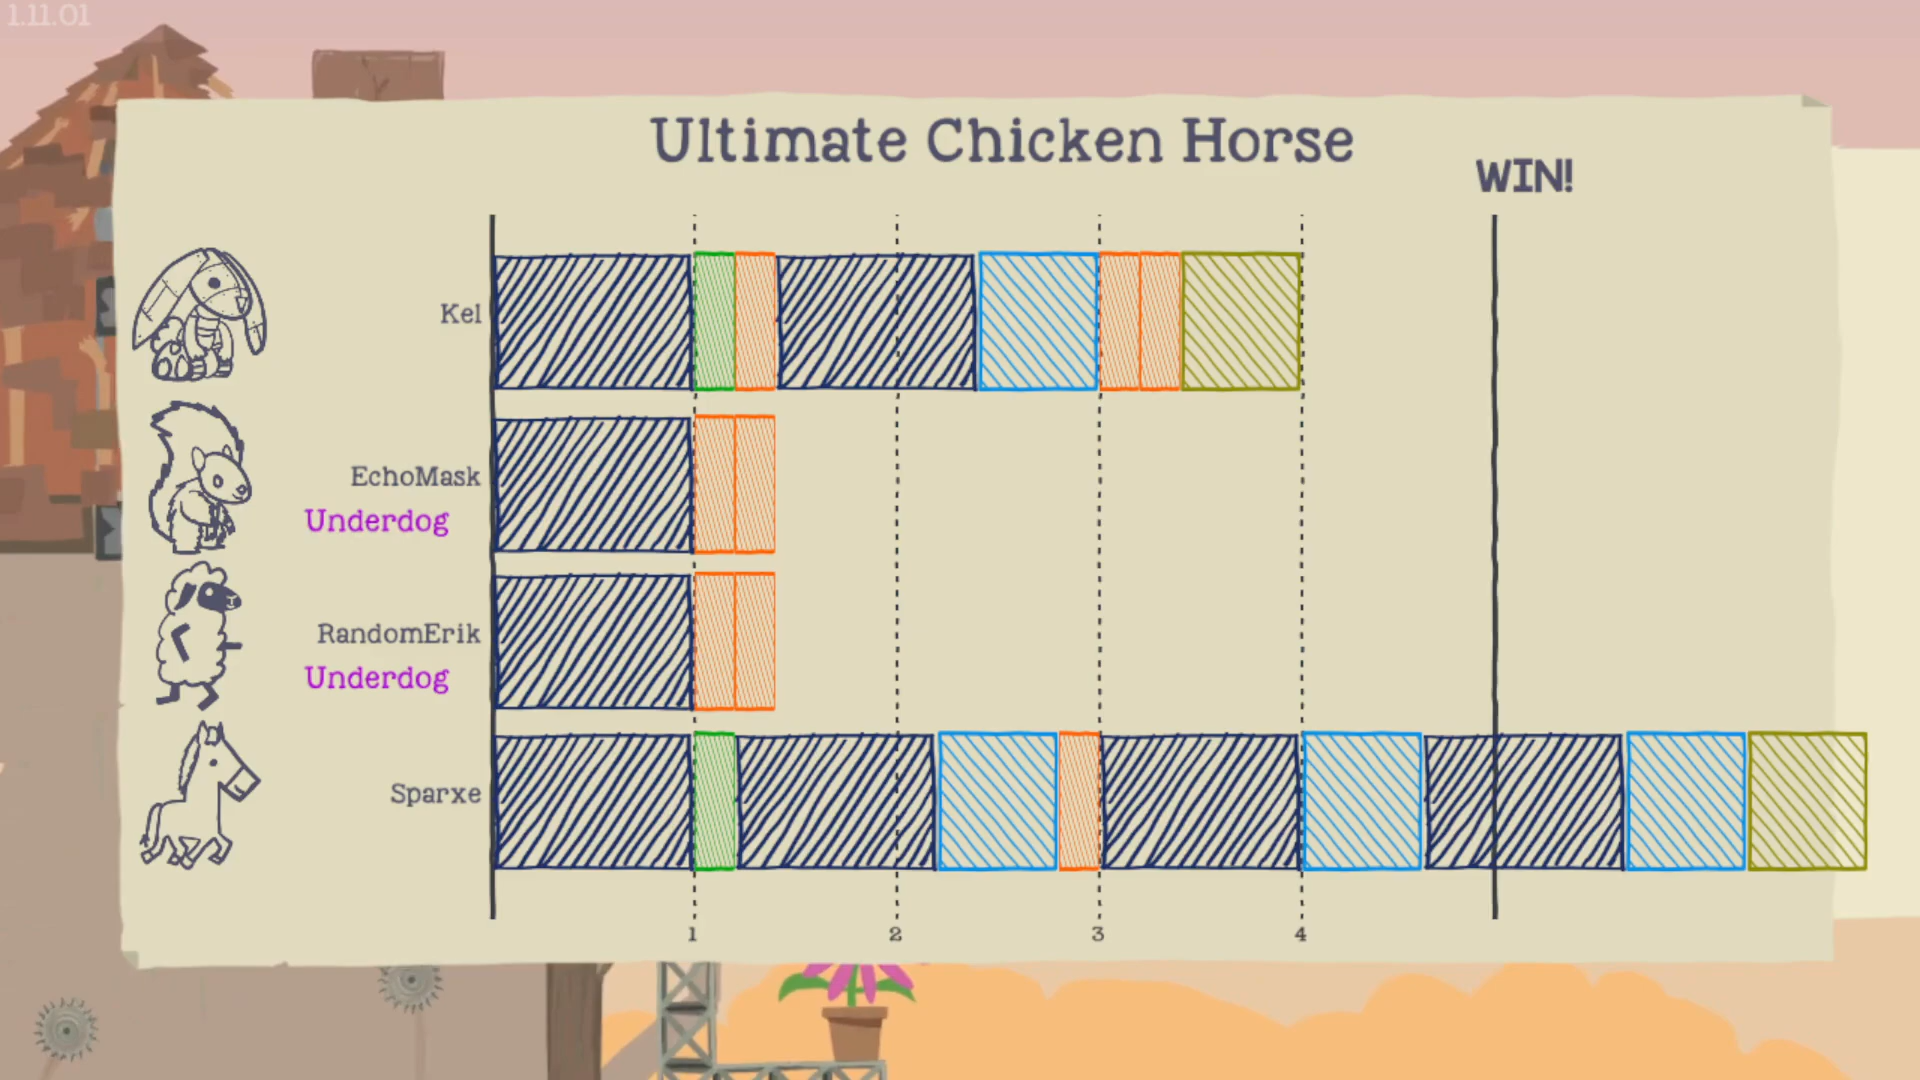 1.11.01
Ultimate Chicken Horse
WIN!
Kel
EchoMask
Underdog
RandomErik
Underdog
Sparxe
1 2 3 4